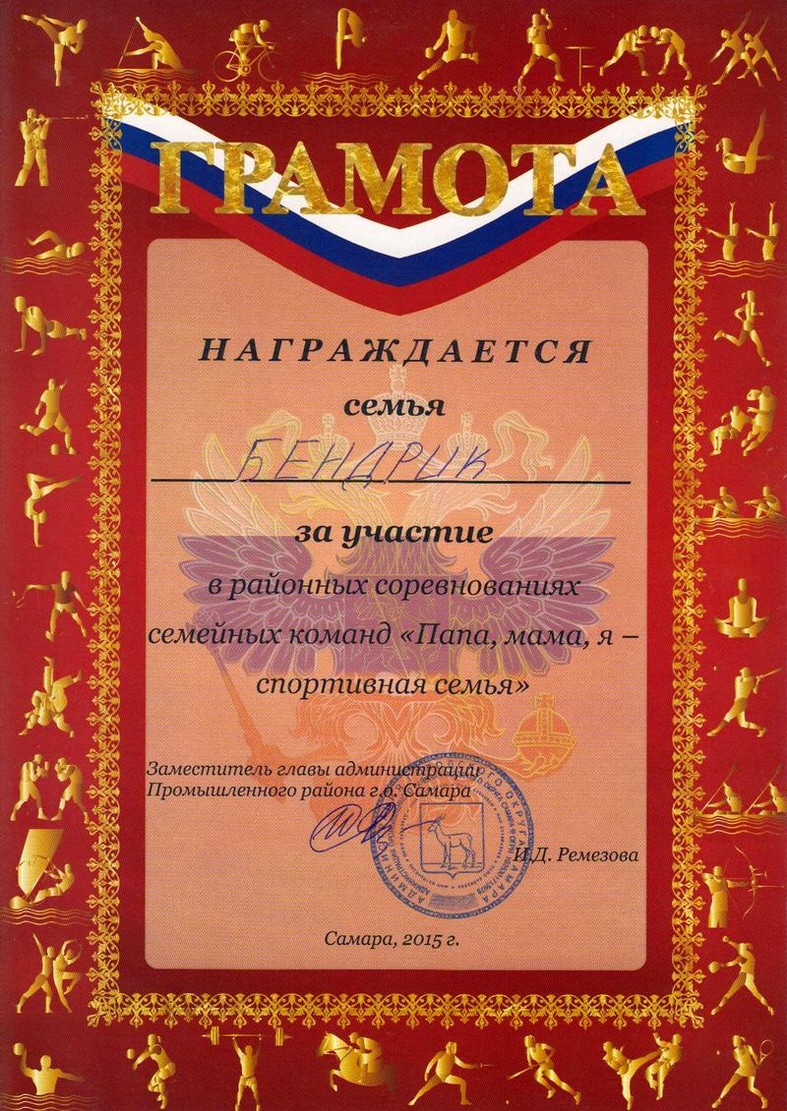 ГРАМОТА
НАГРАЖДАЕТСЯ
семья
БЕНДРИК
за участие
в районных соревнованиях
семейных команд «Папа, мама, я –
спортивная семья»
Заместитель главы администрации
Промышленного района г.о. Самара
И.Д. Ремезова
Самара, 2015 г.